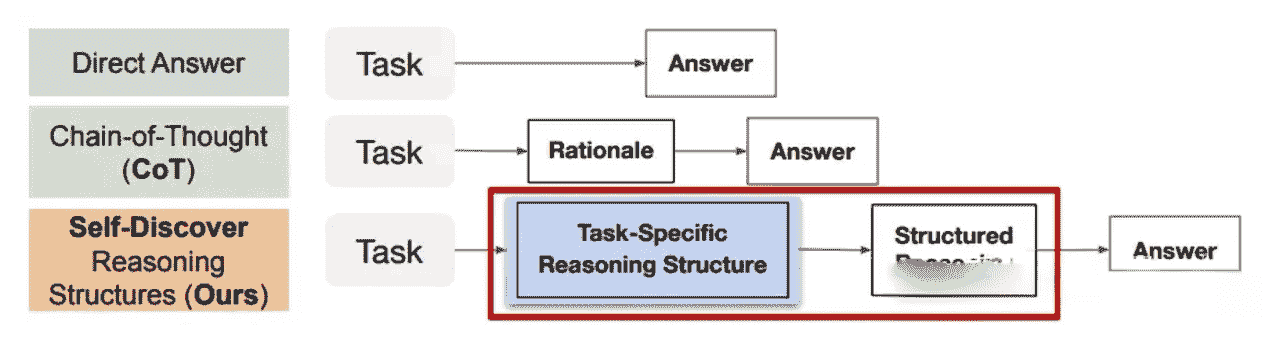 Direct Answer
Task
Answer
Chain-of-Thought
(CoT)
Task
Rationale
Answer
Self-Discover
Reasoning
Structures (Ours)
Task
Task-Specific
Reasoning Structure
Structured
Answer